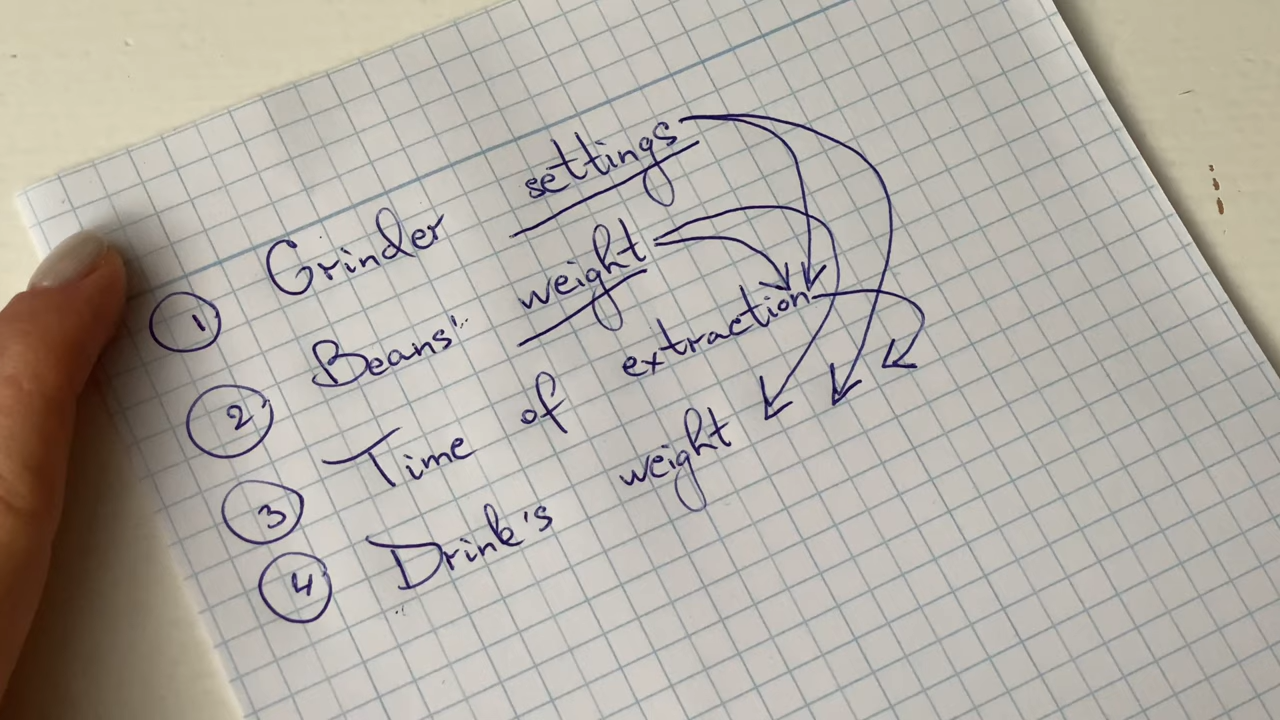 1 Grinder settings
2 Beans' weight
3 Time of extraction
4 Drink's weight